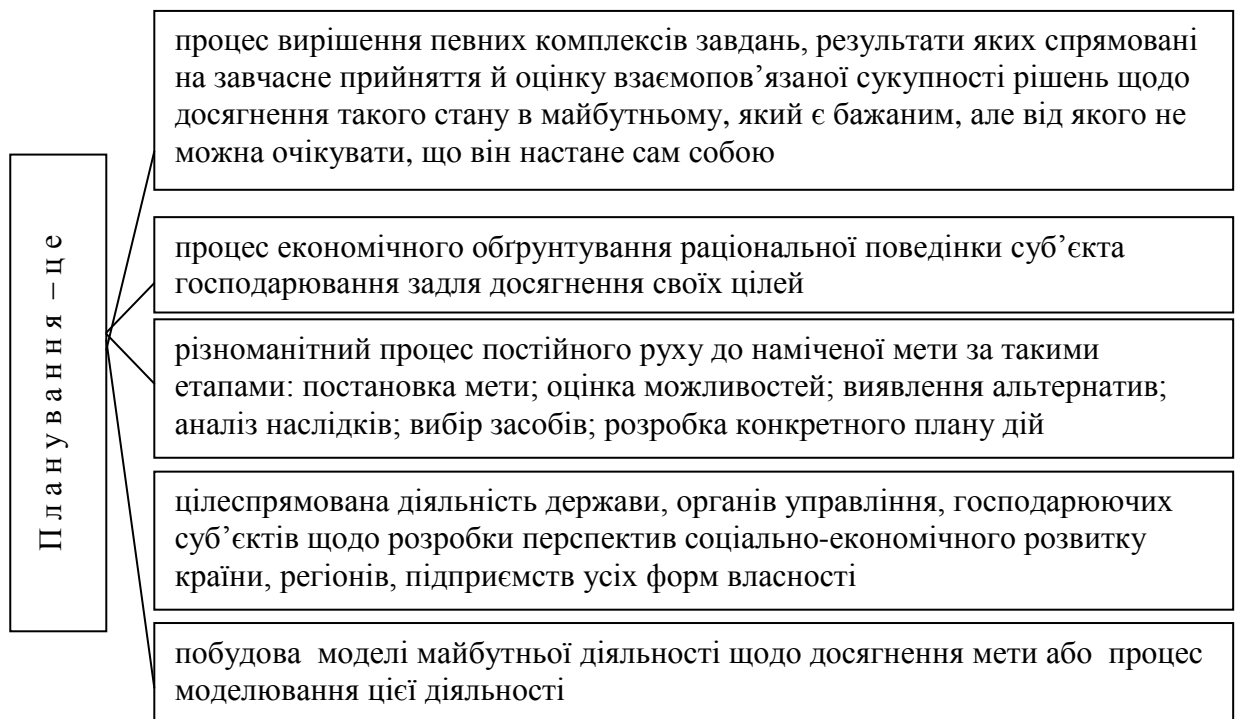 Планування – це
процес вирішення певних комплексів завдань, результати яких спрямовані
на завчасне прийняття й оцінку взаємопов’язаної сукупності рішень щодо
досягнення такого стану в майбутньому, який є бажаним, але від якого не
можна очікувати, що він настане сам собою
процес економічного обґрунтування раціональної поведінки суб’єкта
господарювання задля досягнення своїх цілей
різноманітний процес постійного руху до наміченої мети за такими
етапами: постановка мети; оцінка можливостей; виявлення альтернатив;
аналіз наслідків; вибір засобів; розробка конкретного плану дій
цілеспрямована діяльність держави, органів управління, господарюючих
суб’єктів щодо розробки перспектив соціально-економічного розвитку
країни, регіонів, підприємств усіх форм власності
побудова моделі майбутньої діяльності щодо досягнення мети або процес
моделювання цієї діяльності